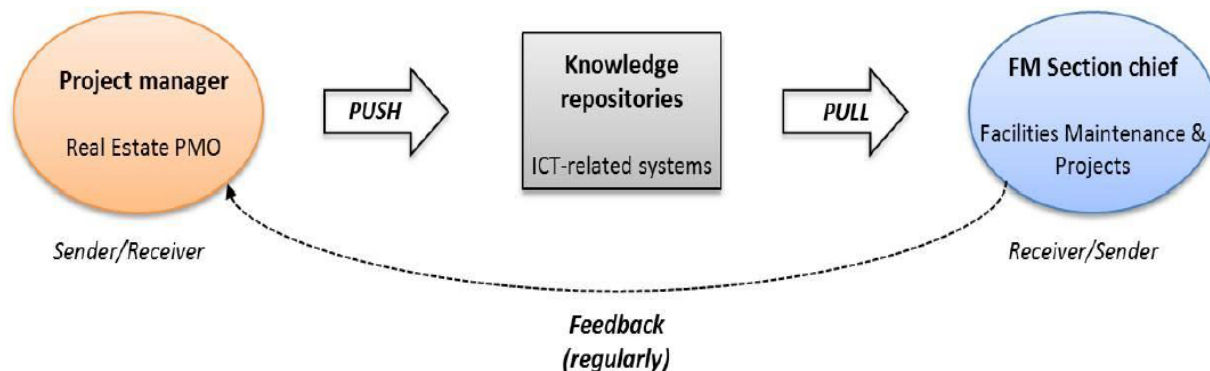 Project manager
Real Estate PMO
Sender/Receiver
PUSH
Knowledge
repositories
ICT-related systems
PULL
FM Section chief
Facilities Maintenance &
Projects
Receiver/Sender
Feedback
(regularly)